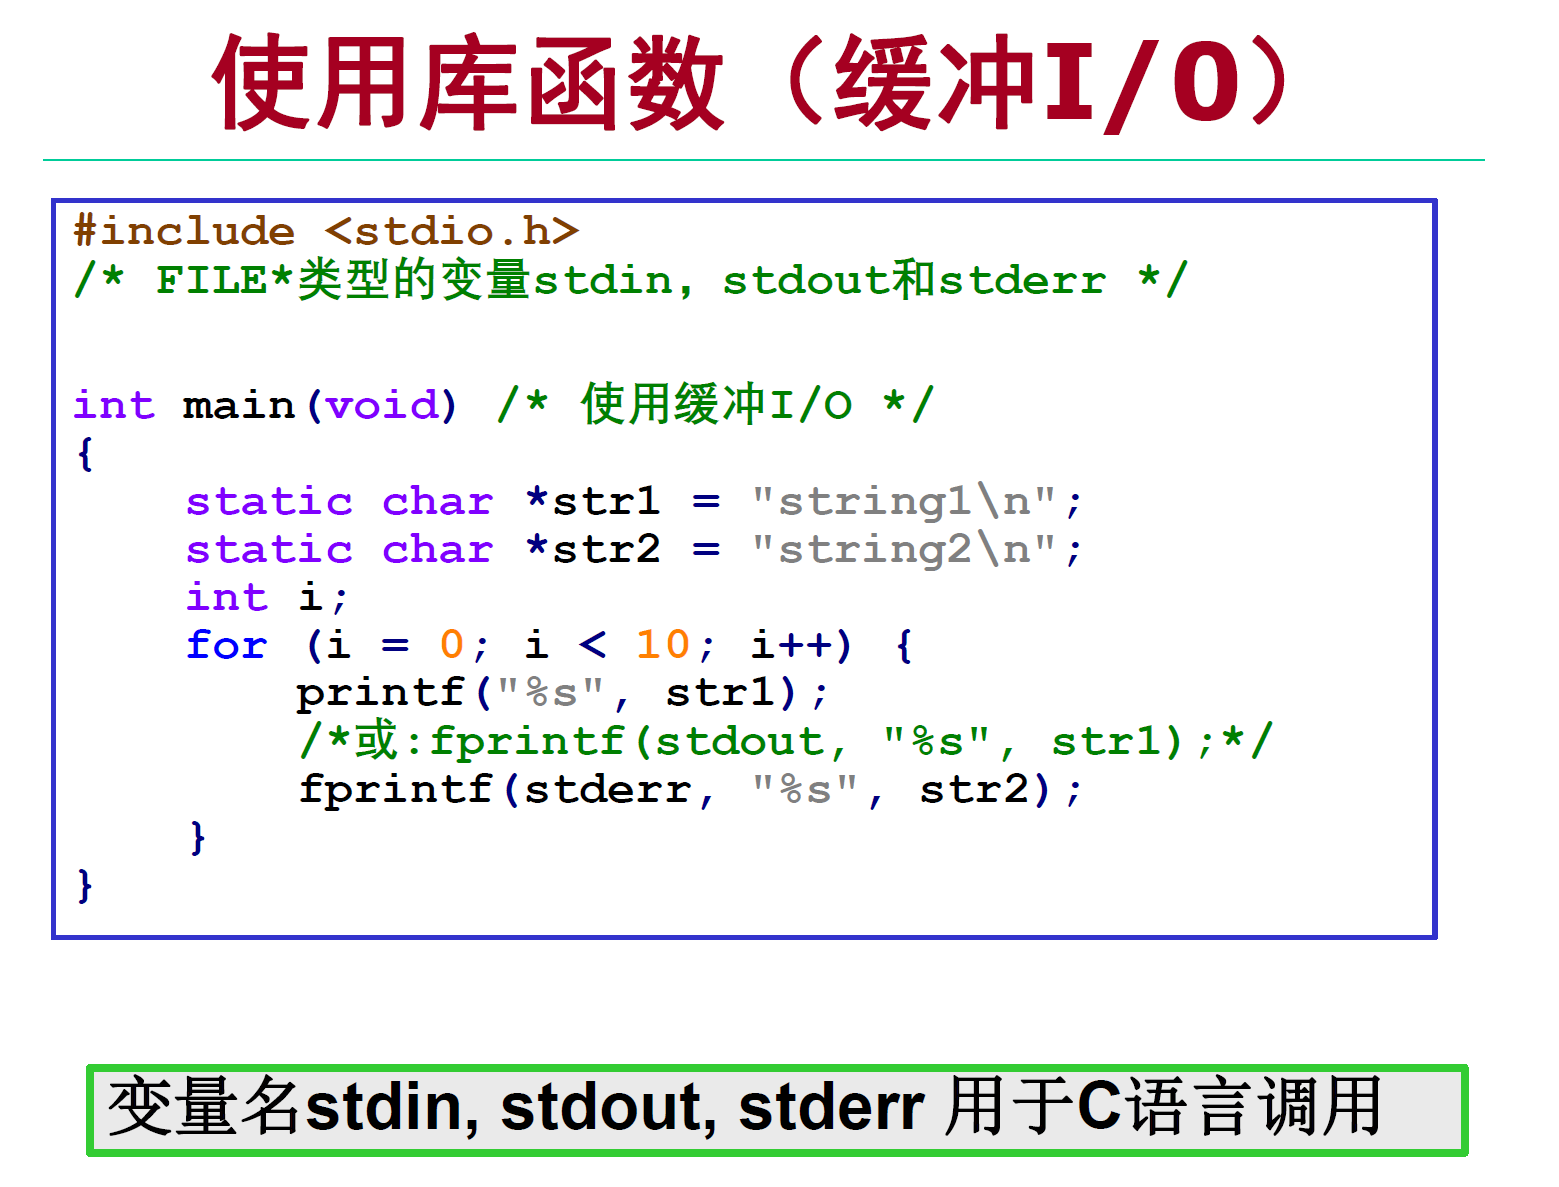 使用库函数（缓冲I/O）
#include <stdio.h>
/* FILE*类型的变量stdin，stdout和stderr */
int main(void) /* 使用缓冲I/O */
{
    static char *str1 = "string1\n";
    static char *str2 = "string2\n";
    int i;
    for (i = 0; i < 10; i++) {
        printf("%s", str1);
        /*或:fprintf(stdout, "%s", str1);*/
        fprintf(stderr, "%s", str2);
    }
}
变量名stdin, stdout, stderr 用于C语言调用